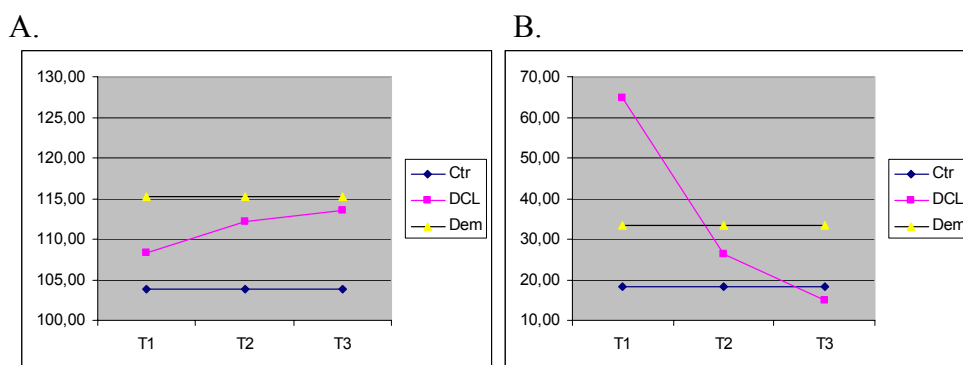 A.
130,00
125,00
120,00
115,00
110,00
105,00
100,00
T1 T2 T3
Ctr
DCL
Dem
B.
70,00
60,00
50,00
40,00
30,00
20,00
10,00
T1 T2 T3
Ctr
DCL
Dem